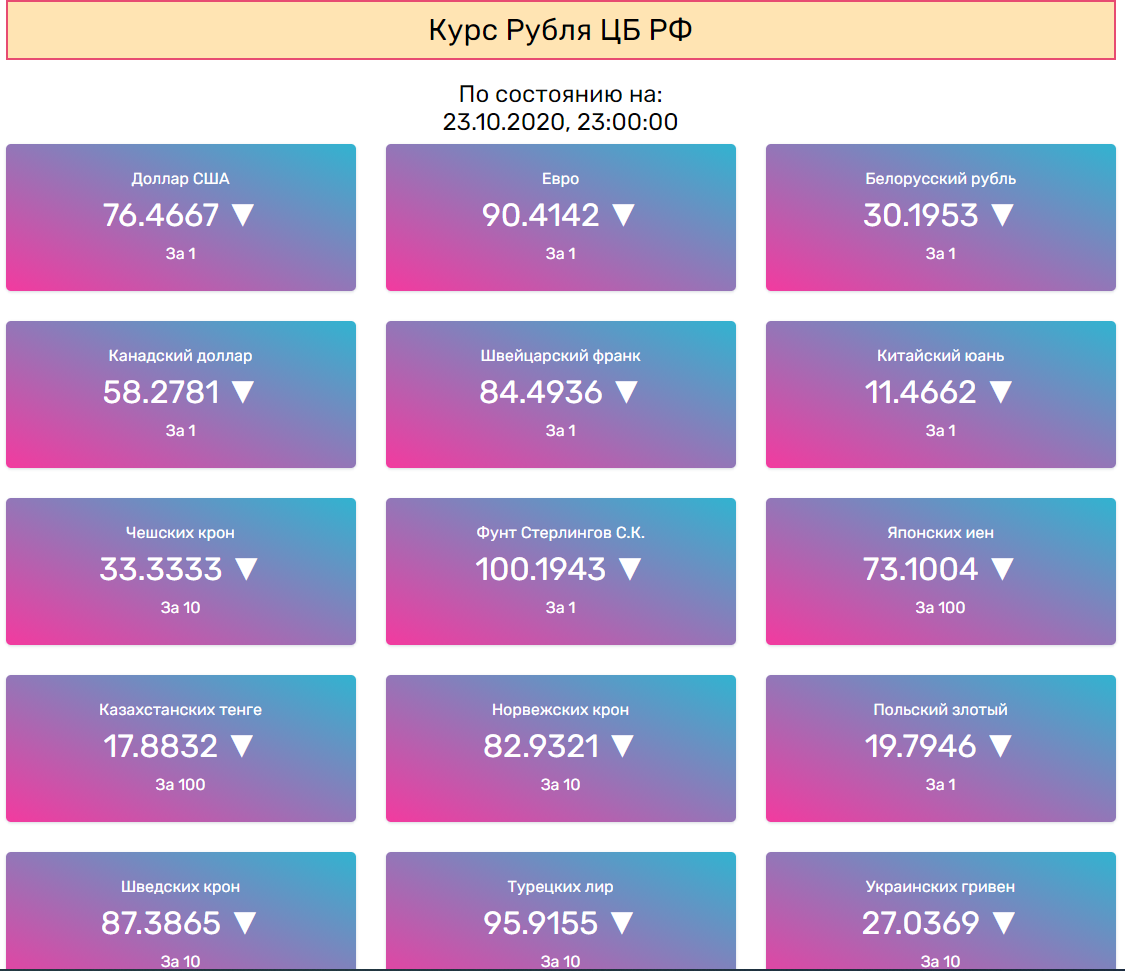 Курс Рубля ЦБ РФ
По состоянию на:
23.10.2020, 23:00:00
Доллар США
76.4667 ▼
За 1
Евро
90.4142 ▼
За 1
Белорусский рубль
30.1953 ▼
За 1
Канадский доллар
58.2781 ▼
За 1
Швейцарский франк
84.4936 ▼
За 1
Китайский юань
11.4662 ▼
За 1
Чешских крон
33.3333 ▼
За 10
Фунт Стерлингов С.К.
100.1943 ▼
За 1
Японских иен
73.1004 ▼
За 100
Казахстанских тенге
17.8832 ▼
За 100
Норвежских крон
82.9321 ▼
За 10
Польский злотый
19.7946 ▼
За 1
Шведских крон
87.3865 ▼
За 10
Турецких лир
95.9155 ▼
За 10
Украинских гривен
27.0369 ▼
За 10